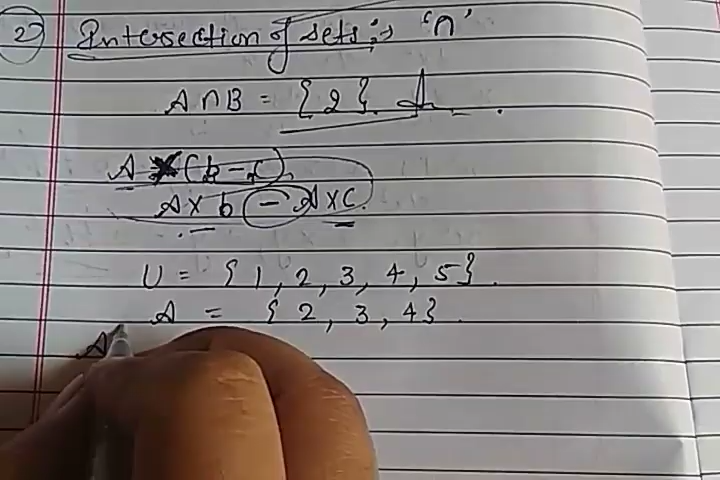 2) Intersection of sets :→ '∩'
A ∩ B = {2}.
A × (b - c).
A × b - A × c.
U = {1, 2, 3, 4, 5}.
A = {2, 3, 4}.
A